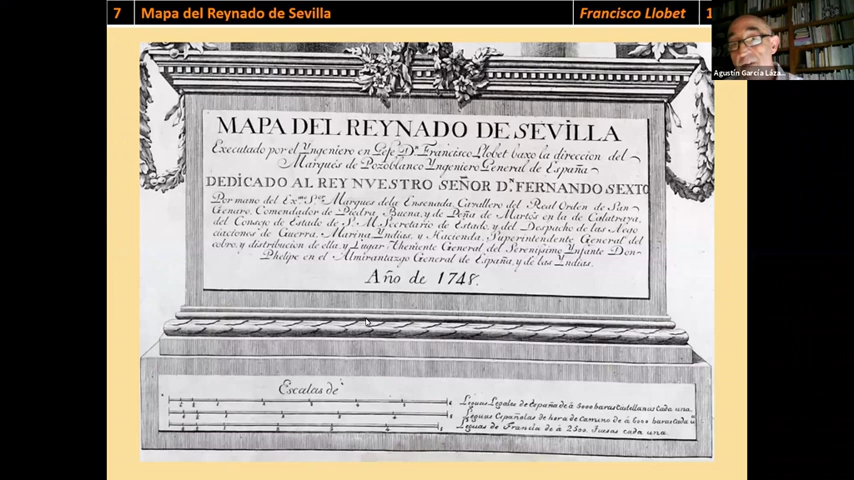 7 Mapa del Reynado de Sevilla
Francisco Llobet 1
Agustín García Láza...
MAPA DEL REYNADO DE SEVILLA
Executado por el Yngeniero en Gefe Dn. Francisco Llobet baxo la direccion del
Marqués de Pozoblanco Yngeniero General de España
DEDICADO AL REY NVESTRO SEÑOR Dn. FERNANDO SEXTO
Por mano del Exmo. Sor. Marques dela Ensenada, Cavallero del Real Orden de San
Genaro, Comendador de Piedra Buena, y de Peña de Martós en la de Calatrava,
del Consejo de Estado de S. M. Secretario de Estado, y del Despacho de las Nego
ciaciones de Guerra, Marina Yndias, y Hacienda, Superintendente General del
cobro, y distribucion de ella, y Lugar Theniente General del Serenissimo Ynfante Don
Phelipe en el Almirantazgo General de España, y de las Yndias.
Año de 1748.
Escalas de
Leguas Legales de España de á 5000 baras castellanas cada una.
Leguas Españolas de hora de camino de á 6000 baras cada u
Leguas de Francia de á 2500. Tuesas cada una.